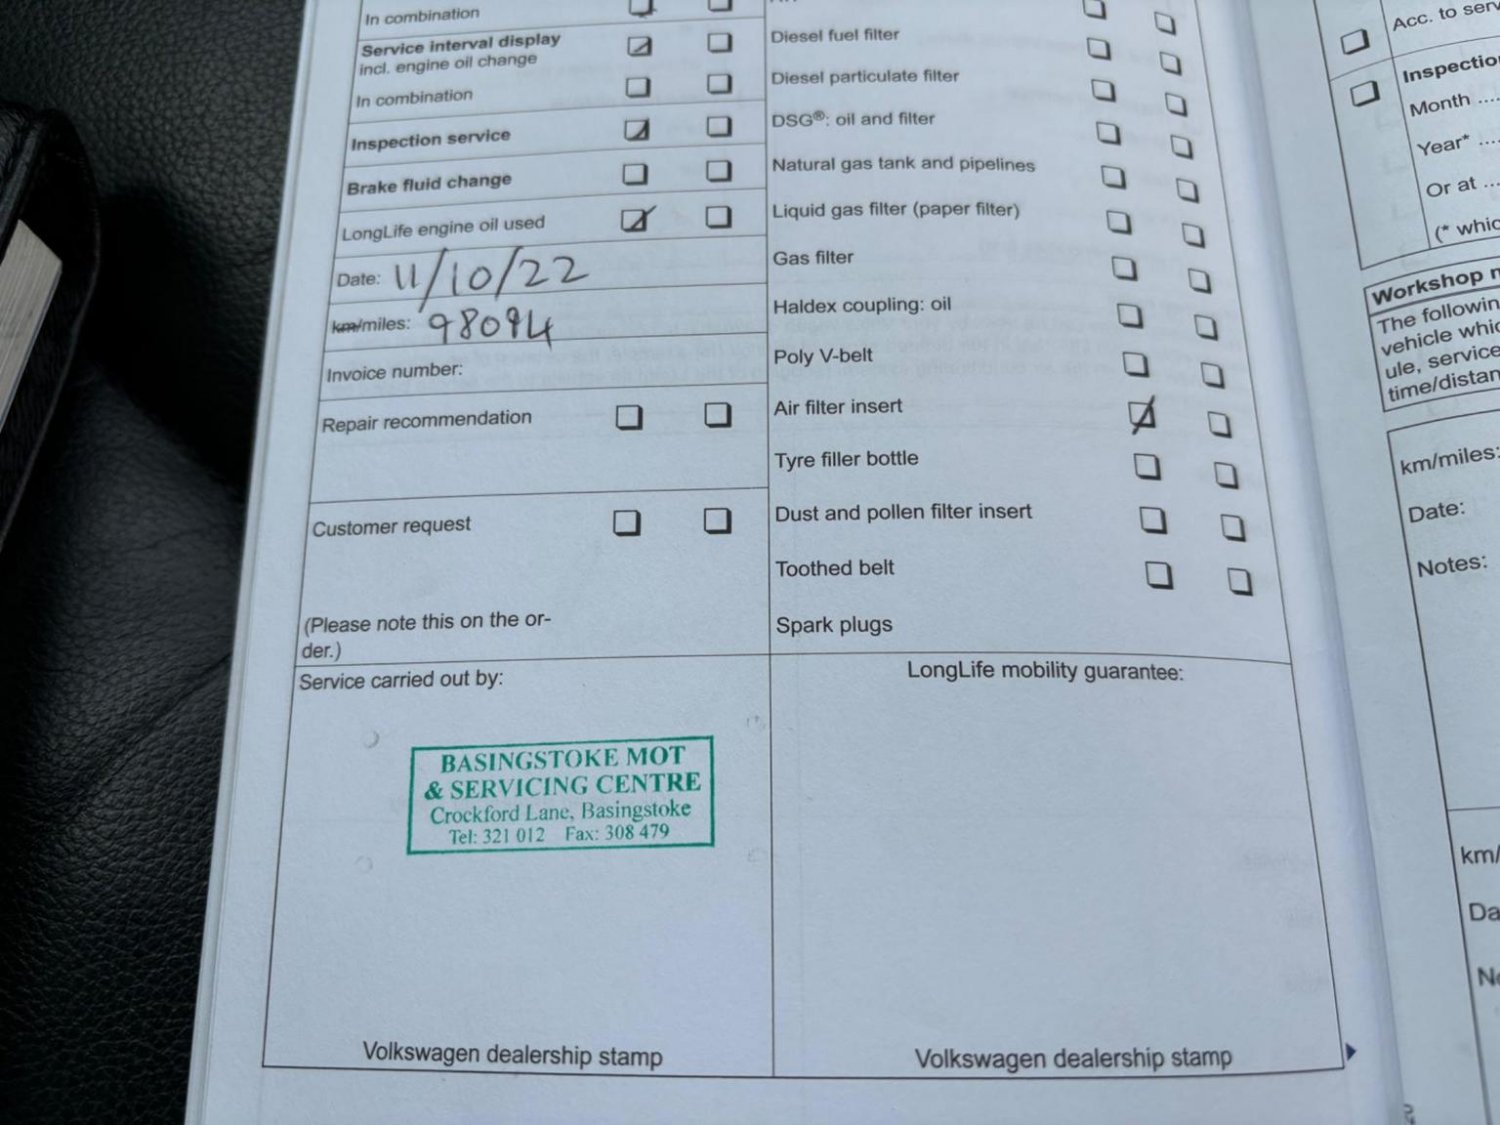 In combination
Service interval display
incl. engine oil change
In combination
Inspection service
Brake fluid change
LongLife engine oil used
Date: 11/10/22
km/miles: 98094
Invoice number:
Repair recommendation
Customer request
(Please note this on the or-
der.)
Diesel fuel filter
Diesel particulate filter
DSG®: oil and filter
Natural gas tank and pipelines
Liquid gas filter (paper filter)
Gas filter
Haldex coupling: oil
Poly V-belt
Air filter insert
Tyre filler bottle
Dust and pollen filter insert
Toothed belt
Spark plugs
Service carried out by:
BASINGSTOKE MOT
& SERVICING CENTRE
Crockford Lane, Basingstoke
Tel: 321 012 Fax: 308 479
Volkswagen dealership stamp
LongLife mobility guarantee:
Volkswagen dealership stamp
Acc. to serv
Inspectio
Month ....
Year* ....
Or at ...
(* whic
Workshop
The followin
vehicle whic
ule, service
time/distan
km/miles:
Date:
Notes:
km/
Da